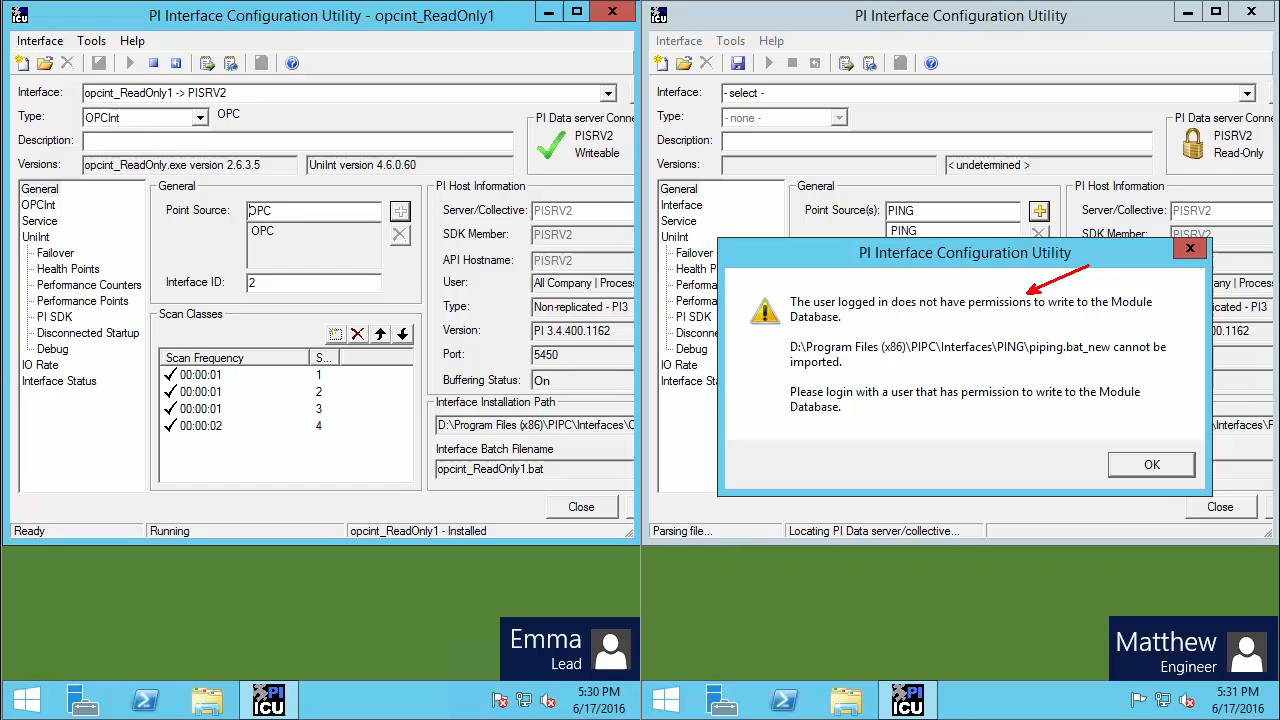 PI Interface Configuration Utility - opcint_ReadOnly1
Interface Tools Help
Interface: opcint_ReadOnly1 -> PISRV2
Type: OPCInt OPC
Description:
Versions: opcint_ReadOnly.exe version 2.6.3.5 UniInt version 4.6.0.60
PI Data server Conne
PISRV2
Writeable
General
OPCInt
Service
UniInt
Failover
Health Points
Performance Counters
Performance Points
PI SDK
Disconnected Startup
Debug
IO Rate
Interface Status
General
Point Source: OPC
OPC
Interface ID: 2
Scan Classes
Scan Frequency S...
00:00:01 1
00:00:01 2
00:00:01 3
00:00:02 4
PI Host Information
Server/Collective: PISRV2
SDK Member: PISRV2
API Hostname: PISRV2
User: All Company | Process
Type: Non-replicated - PI3
Version: PI 3.4.400.1162
Port: 5450
Buffering Status: On
Interface Installation Path
D:\Program Files (x86)\PIPC\Interfaces\O
Interface Batch Filename
opcint_ReadOnly1.bat
Close
Ready Running opcint_ReadOnly1 - Installed
Emma
Lead
PI
ICU
5:30 PM
6/17/2016
PI Interface Configuration Utility
Interface Tools Help
Interface: - select -
Type: - none -
Description:
Versions: < undetermined >
PI Data server Conne
PISRV2
Read-Only
General
Interface
Service
UniInt
Failover
Health P
Performa
Performa
PI SDK
Disconne
Debug
IO Rate
Interface Sta
General
Point Source(s): PING
PING
PI Host Information
Server/Collective: PISRV2
SDK Member: PISRV2
| Process
licated - PI3
00.1162
PI Interface Configuration Utility
The user logged in does not have permissions to write to the Module
Database.
D:\Program Files (x86)\PIPC\Interfaces\PING\piping.bat_new cannot be
imported.
Please login with a user that has permission to write to the Module
Database.
OK
Close
Parsing file... Locating PI Data server/collective...
Matthew
Engineer
PI
ICU
5:31 PM
6/17/2016